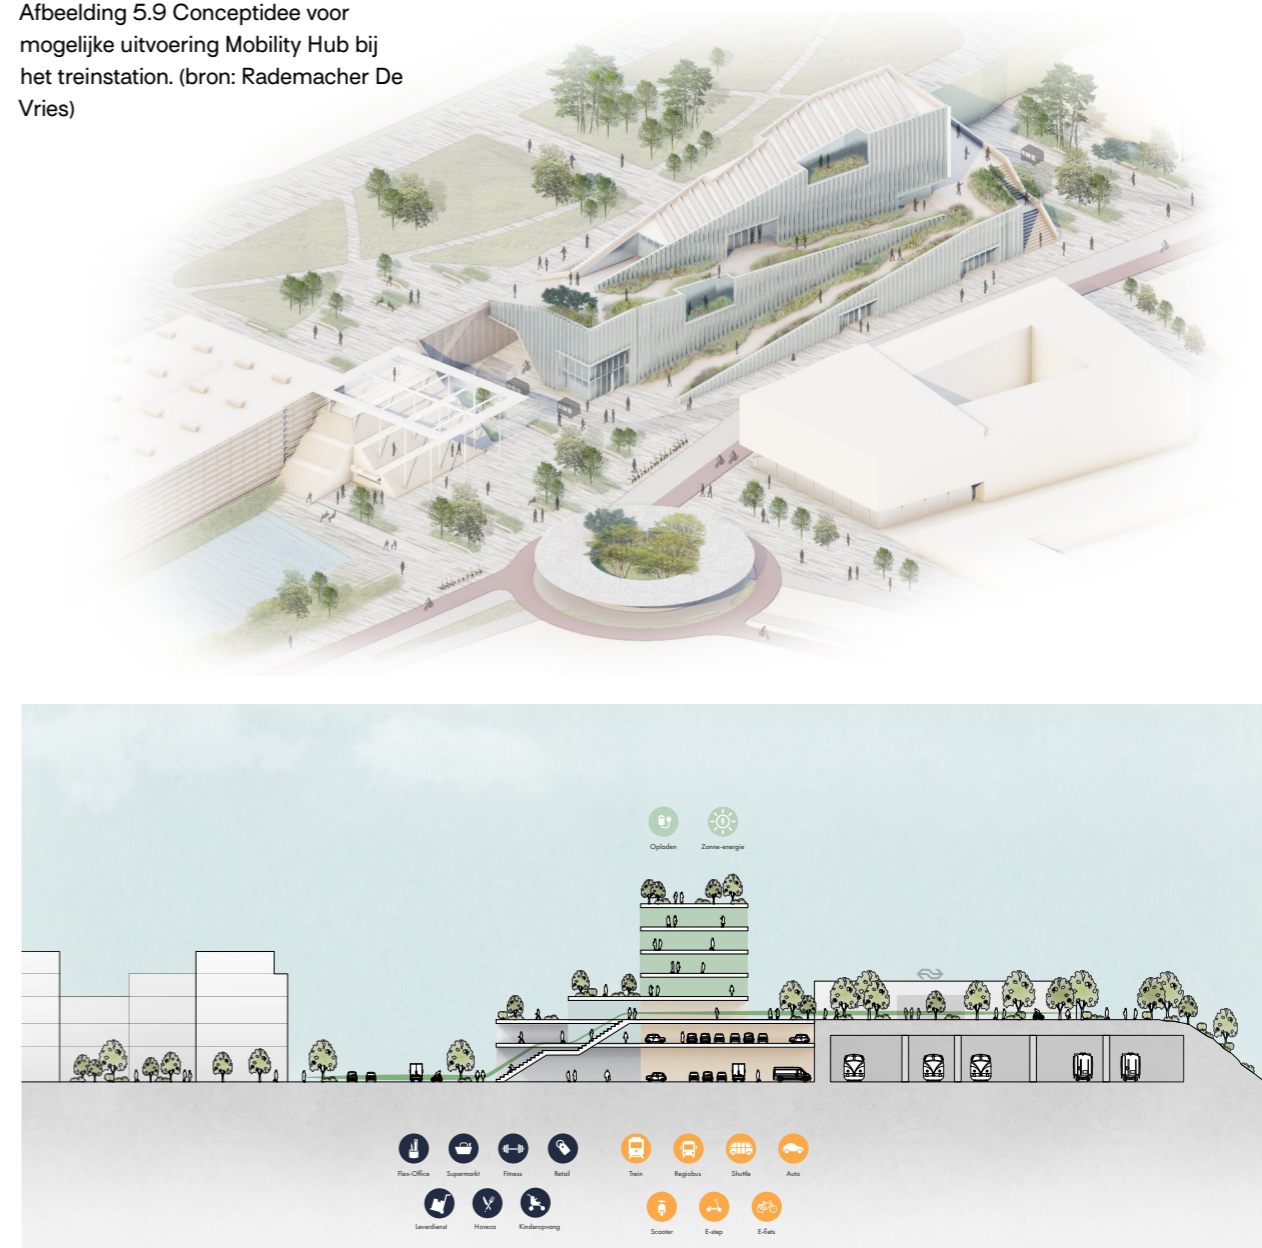 Afbeelding 5.9 Conceptidee voor
mogelijke uitvoering Mobility Hub bij
het treinstation. (bron: Rademacher De
Vries)
Opladen Zonne-energie
Flex-Office Supermarkt Fitness Retail Trein Regiobus Shuttle Auto
Leverdienst Horeca Kinderopvang Scooter E-step E-fiets